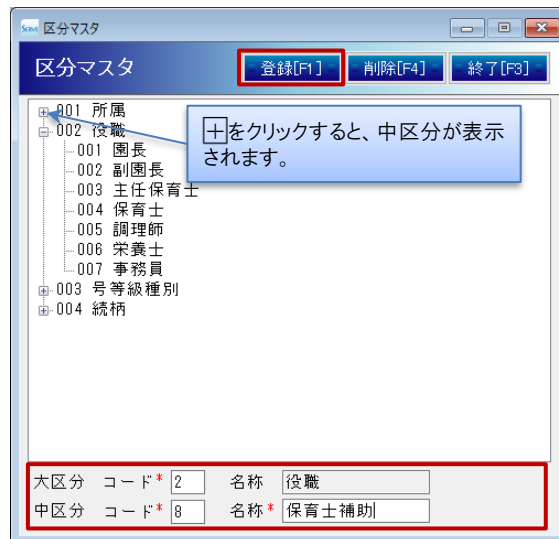 Serve 区分マスタ
区分マスタ 登録[F1] 削除[F4] 終了[F3]
001 所属
002 役職
001 園長
002 副園長
003 主任保育士
004 保育士
005 調理師
006 栄養士
007 事務員
003 号等級種別
004 続柄
＋をクリックすると、中区分が表示
されます。
大区分 コード* 2 名称 役職
中区分 コード* 8 名称* 保育士補助